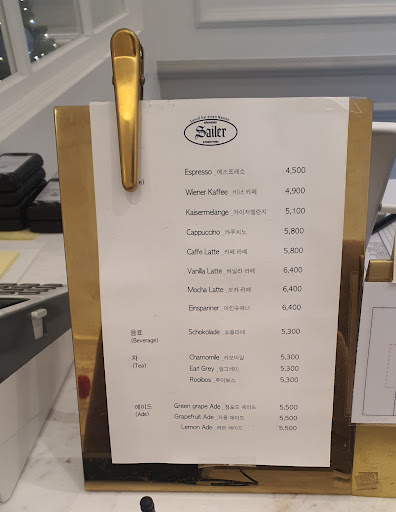 Sailer
Espresso 에스프레소 4,500
Wiener Kaffee 비너 카페 4,900
Kaisermelange 카이저멜란지 5,100
Cappuccino 카푸치노 5,800
Caffe Latte 카페 라떼 5,800
Vanilla Latte 바닐라 라떼 6,400
Mocha Latte 모카 라떼 6,400
Einspanner 아인슈패너 6,400
음료
(Beverage)
Schokolade 쇼콜라데 5,300
차
(Tea)
Chamomile 카모마일 5,300
Earl Grey 얼그레이 5,300
Rooibos 루이보스 5,300
에이드
(Ade)
Green grape Ade 청포도 에이드 5,500
Grapefruit Ade 자몽 에이드 5,500
Lemon Ade 레몬 에이드 5,500